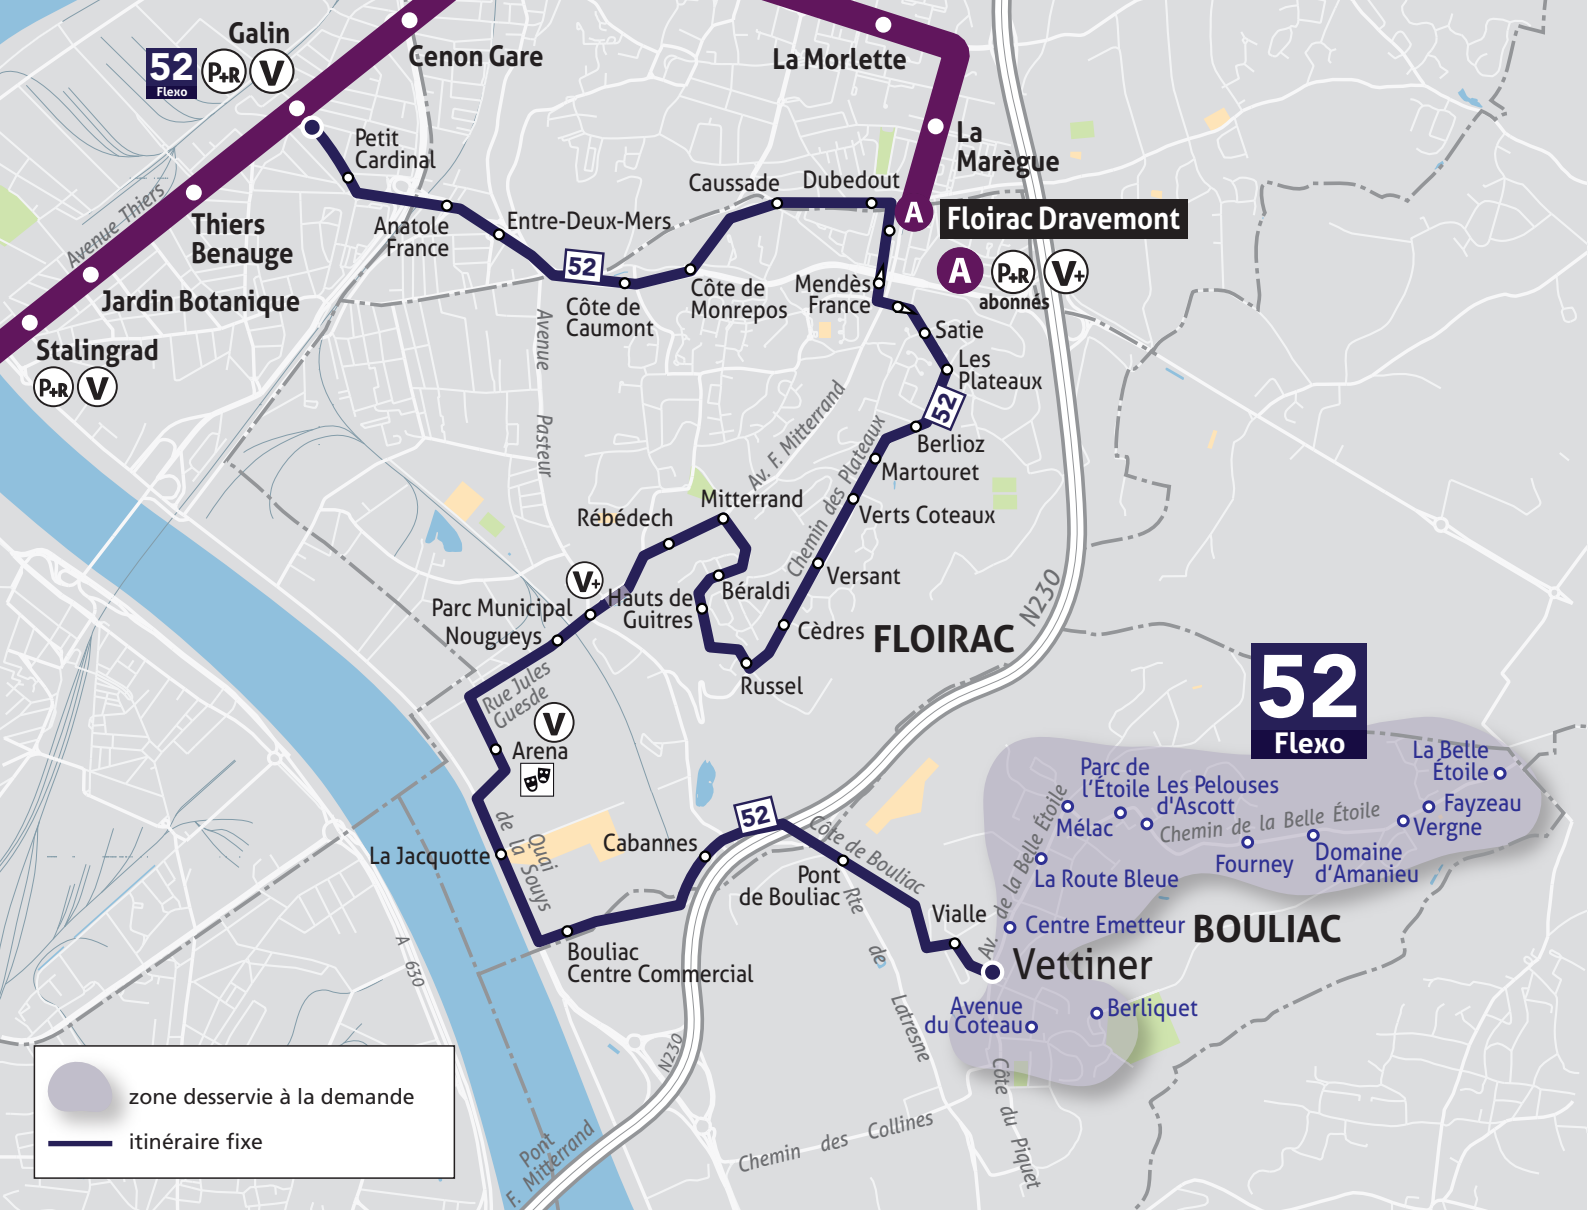 Galin
52
Flexo
P+R
V
Cenon Gare
La Morlette
La
Marègue
Petit
Cardinal
Caussade
Dubedout
A
Floirac Dravemont
A
P+R
V+
abonnés
Avenue Thiers
Thiers
Benauge
Anatole
France
Entre-Deux-Mers
52
Jardin Botanique
Côte de
Caumont
Côte de
Monrepos
Mendès
France
Satie
Les
Plateaux
Stalingrad
P+R
V
Avenue
Pasteur
Av. F. Mitterrand
52
Berlioz
Martouret
Chemin des Plateaux
Verts Coteaux
Mitterrand
Rébédech
Versant
V+
Béraldi
Hauts de
Guitres
Parc Municipal
Nougueys
Cèdres
FLOIRAC
N230
Russel
Rue Jules
Guesde
V
Arena
52
Flexo
La Belle
Étoile
Parc de
l'Étoile
Les Pelouses
d'Ascott
Mélac
Fayzeau
Vergne
Chemin de la Belle Étoile
Fourney
Domaine
d'Amanieu
La Route Bleue
Av. de la Belle Étoile
52
Cabannes
Côte de Bouliac
La Jacquotte
Quai
de la Souys
Pont
de Bouliac
Rte de Latresne
Vialle
Centre Emetteur
BOULIAC
Vettiner
Bouliac
Centre Commercial
A 630
Avenue
du Coteau
Berliquet
N230
Côte du Piquet
Chemin des Collines
Pont
F. Mitterrand
zone desservie à la demande
itinéraire fixe